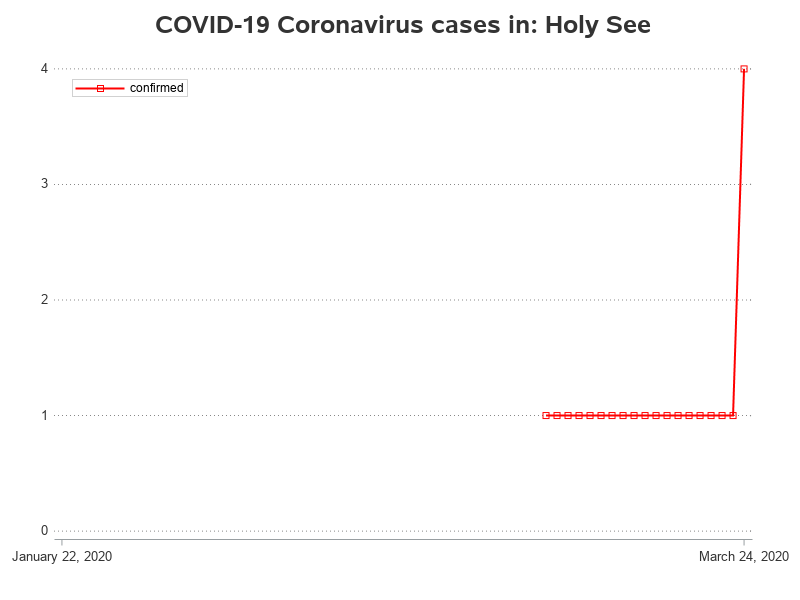 COVID-19 Coronavirus cases in: Holy See
4
confirmed
3
2
1
0
January 22, 2020
March 24, 2020